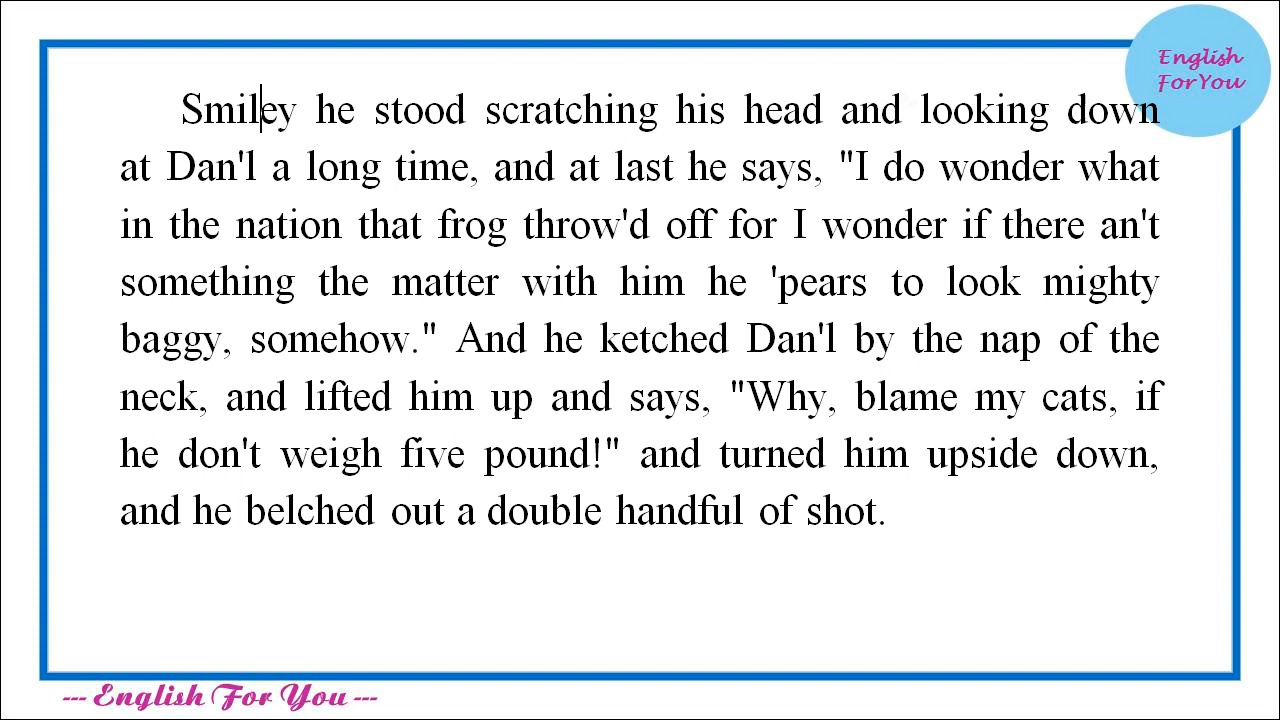 English
ForYou
Smiley he stood scratching his head and looking down
at Dan'l a long time, and at last he says, "I do wonder what
in the nation that frog throw'd off for I wonder if there an't
something the matter with him he 'pears to look mighty
baggy, somehow." And he ketched Dan'l by the nap of the
neck, and lifted him up and says, "Why, blame my cats, if
he don't weigh five pound!" and turned him upside down,
and he belched out a double handful of shot.
--- English For You ---